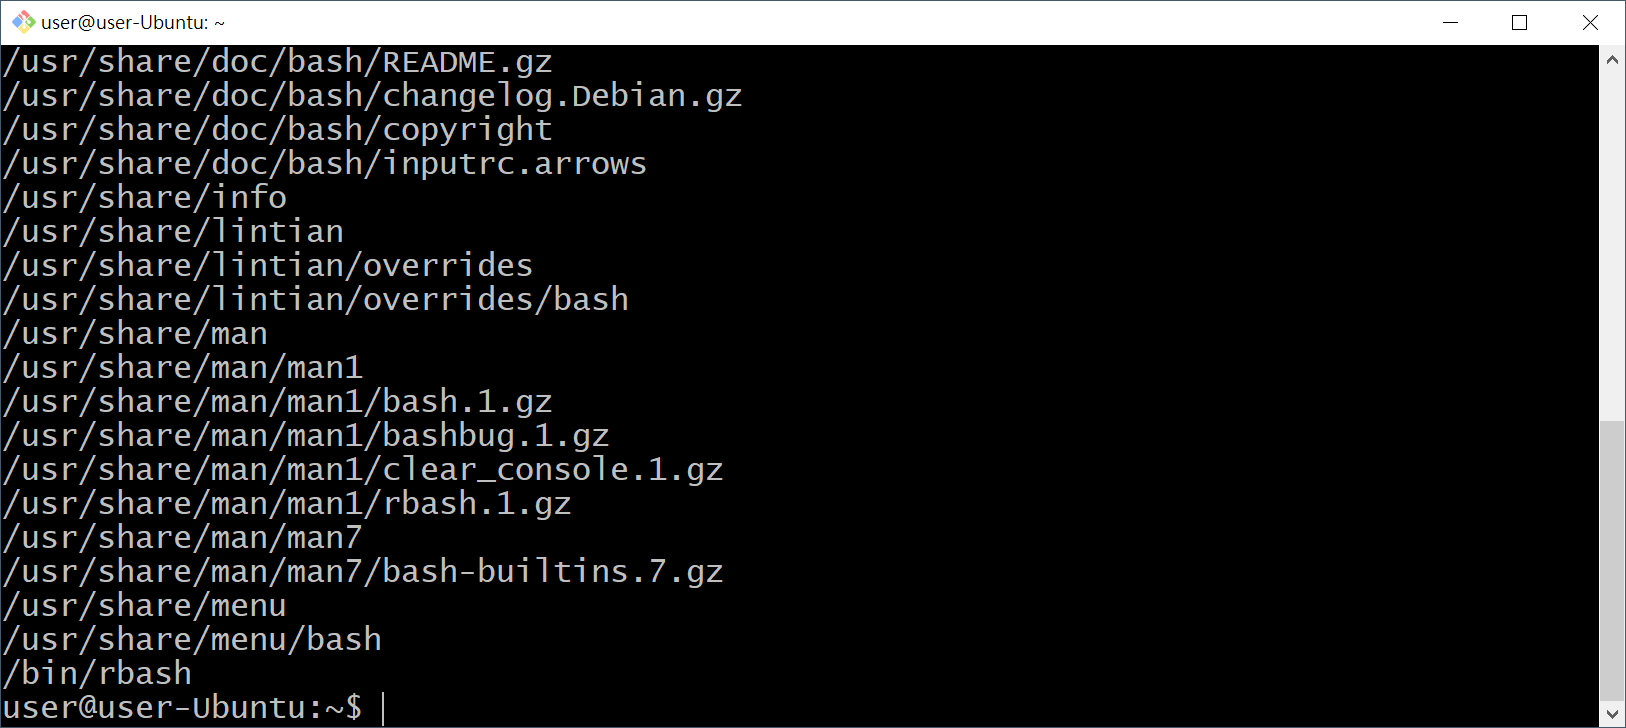 user@user-Ubuntu: ~
/usr/share/doc/bash/README.gz
/usr/share/doc/bash/changelog.Debian.gz
/usr/share/doc/bash/copyright
/usr/share/doc/bash/inputrc.arrows
/usr/share/info
/usr/share/lintian
/usr/share/lintian/overrides
/usr/share/lintian/overrides/bash
/usr/share/man
/usr/share/man/man1
/usr/share/man/man1/bash.1.gz
/usr/share/man/man1/bashbug.1.gz
/usr/share/man/man1/clear_console.1.gz
/usr/share/man/man1/rbash.1.gz
/usr/share/man/man7
/usr/share/man/man7/bash-builtins.7.gz
/usr/share/menu
/usr/share/menu/bash
/bin/rbash
user@user-Ubuntu:~$